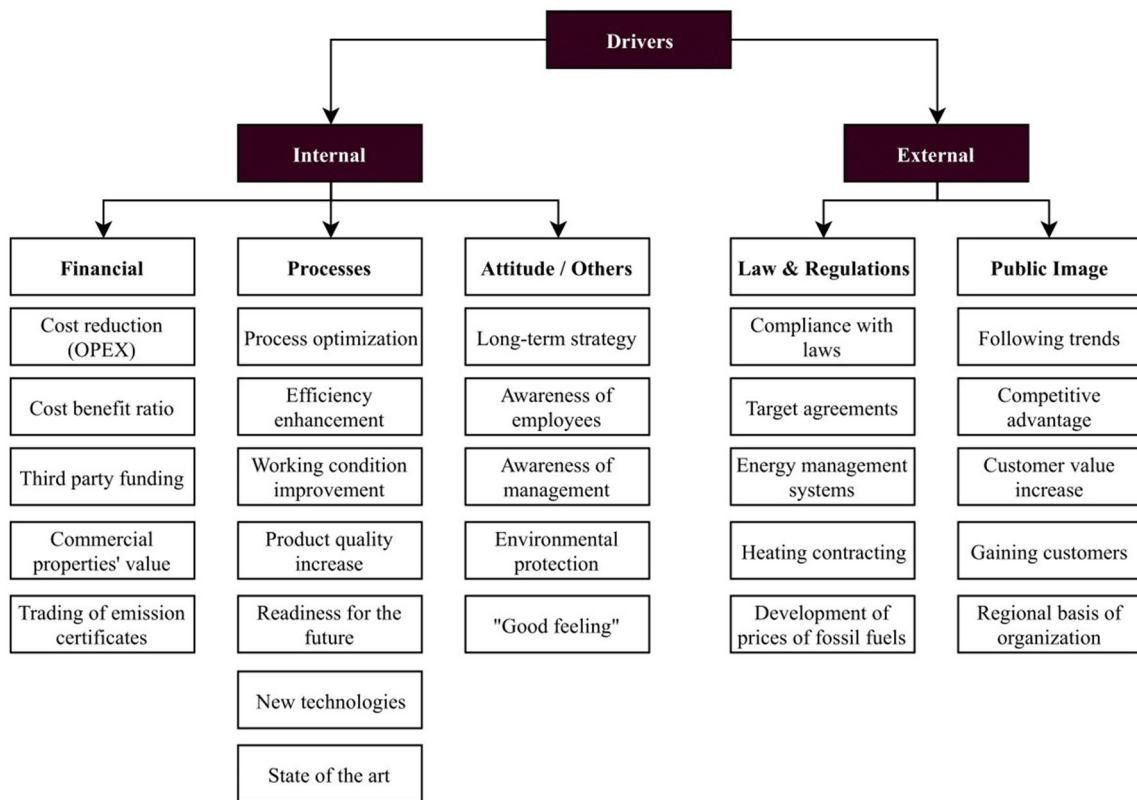 Drivers
Internal
External
Financial
Processes
Attitude / Others
Law & Regulations
Public Image
Cost reduction
(OPEX)
Process optimization
Long-term strategy
Compliance with
laws
Following trends
Cost benefit ratio
Efficiency
enhancement
Awareness of
employees
Target agreements
Competitive
advantage
Third party funding
Working condition
improvement
Awareness of
management
Energy management
systems
Customer value
increase
Commercial
properties' value
Product quality
increase
Environmental
protection
Heating contracting
Gaining customers
Trading of emission
certificates
Readiness for the
future
"Good feeling"
Development of
prices of fossil fuels
Regional basis of
organization
New technologies
State of the art